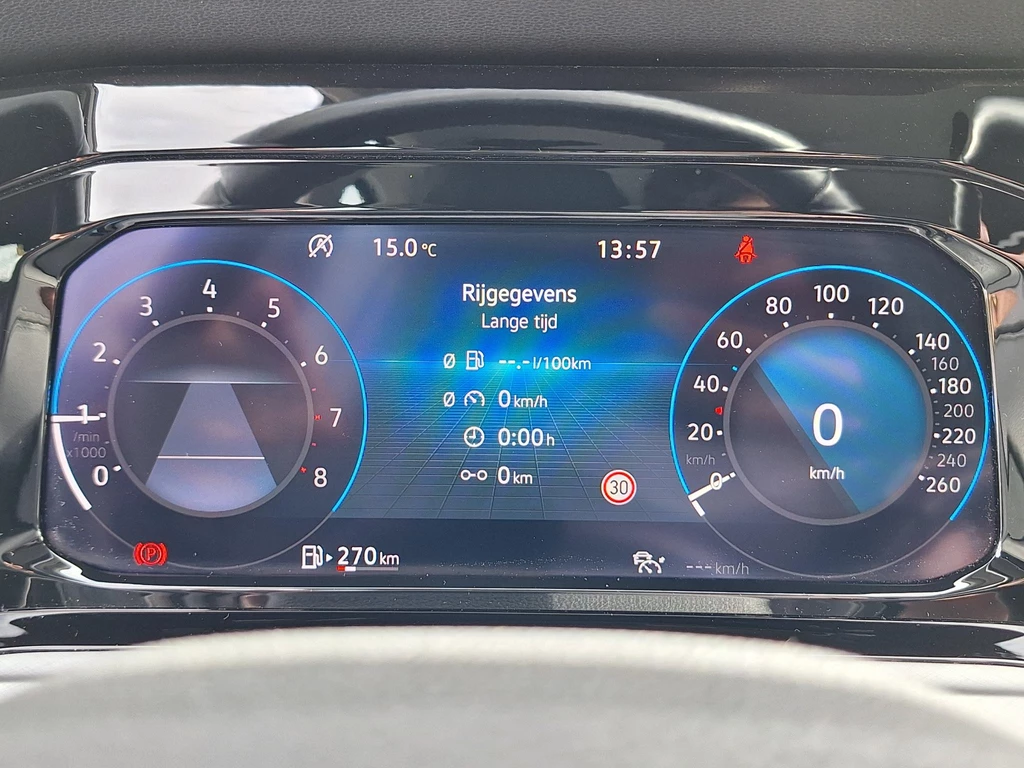 15.0 °C
13:57
Rijgegevens
Lange tijd
Ø --.- l/100km
Ø 0 km/h
0:00 h
0 km
30
0
1
2
3
4
5
6
7
8
/min
x1000
0
20
40
60
80
100
120
140
160
180
200
220
240
260
km/h
0
km/h
P
270 km
--- km/h